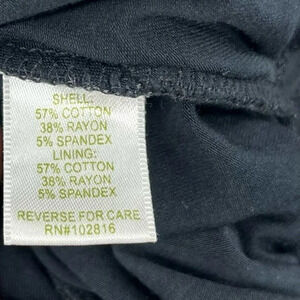 SHELL:
57% COTTON
38% RAYON
5% SPANDEX
LINING:
57% COTTON
38% RAYON
5% SPANDEX
REVERSE FOR CARE
RN#102816